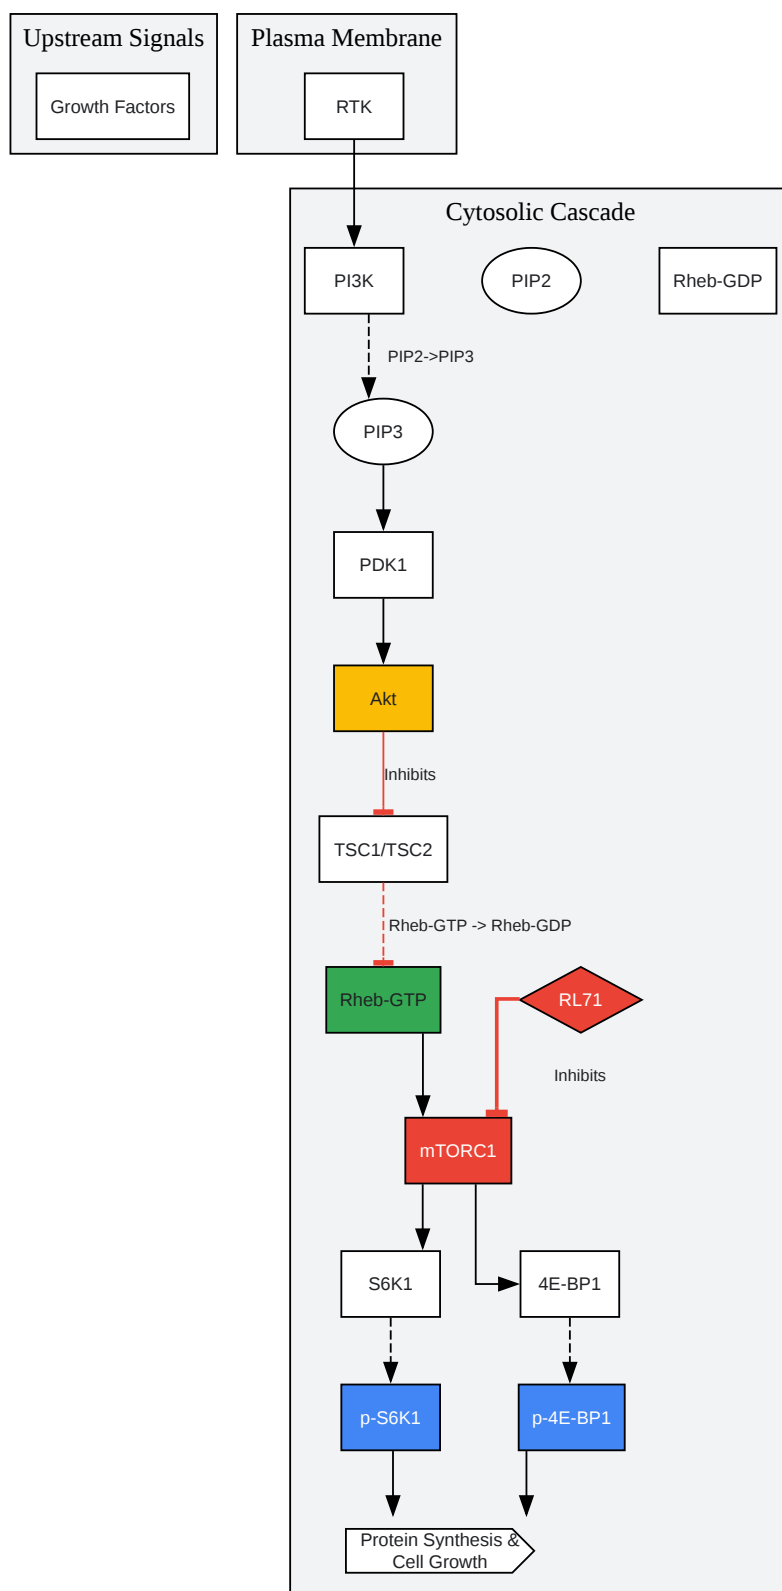 Upstream Signals
Plasma Membrane
Growth Factors
RTK
Cytosolic Cascade
PI3K
PIP2
Rheb-GDP
PIP2->PIP3
PIP3
PDK1
Akt
Inhibits
TSC1/TSC2
Rheb-GTP -> Rheb-GDP
Rheb-GTP
RL71
Inhibits
mTORC1
S6K1
4E-BP1
p-S6K1
p-4E-BP1
Protein Synthesis &
Cell Growth